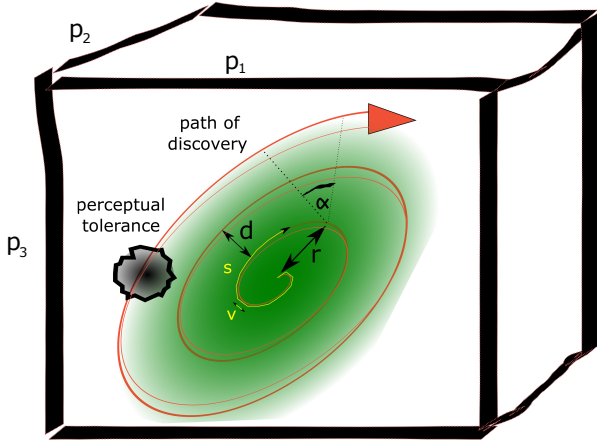 p2
p1
path of
discovery
α
perceptual
tolerance
d
p3
r
s
v